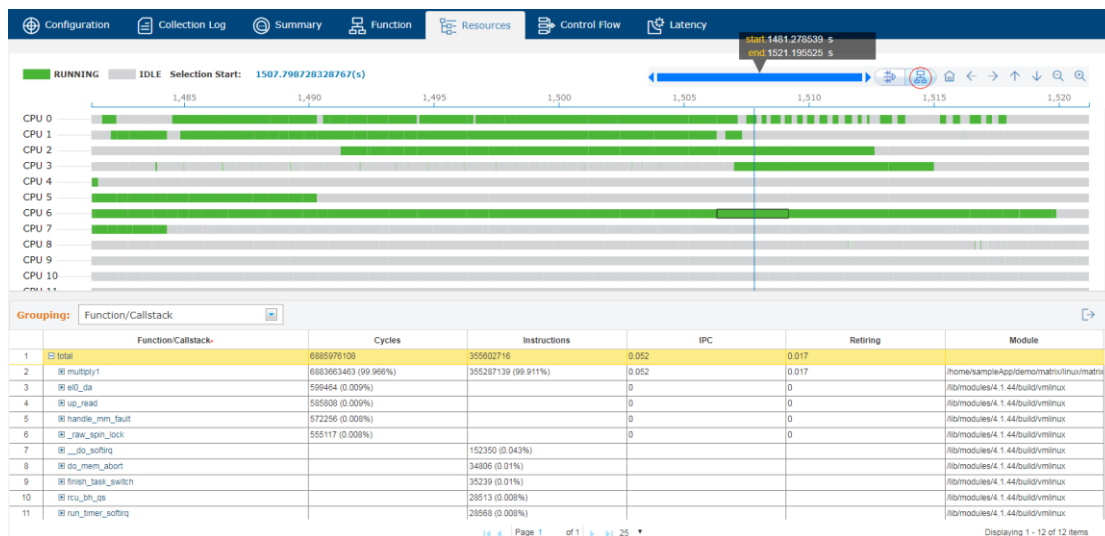 Configuration Collection Log Summary Function Resources Control Flow Latency
start:1481.278539 s
end:1521.195525 s
RUNNING IDLE Selection Start: 1507.798728328767(s)
1,485 1,490 1,495 1,500 1,505 1,510 1,515 1,520
CPU 0
CPU 1
CPU 2
CPU 3
CPU 4
CPU 5
CPU 6
CPU 7
CPU 8
CPU 9
CPU 10
CPU 11
Grouping: Function/Callstack
Function/Callstack Cycles Instructions IPC Retiring Module
1 total 6885976108 355602716 0.052 0.017
2 multiply1 6883663463 (99.966%) 355287139 (99.911%) 0.052 0.017 /home/sampleApp/demo/matrix/linux/matrix
3 el0_da 599464 (0.009%) 0 0 /lib/modules/4.1.44/build/vmlinux
4 up_read 585808 (0.009%) 0 0 /lib/modules/4.1.44/build/vmlinux
5 handle_mm_fault 572256 (0.008%) 0 0 /lib/modules/4.1.44/build/vmlinux
6 _raw_spin_lock 555117 (0.008%) 0 0 /lib/modules/4.1.44/build/vmlinux
7 __do_softirq 152350 (0.043%) /lib/modules/4.1.44/build/vmlinux
8 do_mem_abort 34806 (0.01%) /lib/modules/4.1.44/build/vmlinux
9 finish_task_switch 35239 (0.01%) /lib/modules/4.1.44/build/vmlinux
10 rcu_bh_qs 28513 (0.008%) /lib/modules/4.1.44/build/vmlinux
11 run_timer_softirq 28568 (0.008%) /lib/modules/4.1.44/build/vmlinux
Page 1 of 1 25 Displaying 1 - 12 of 12 items